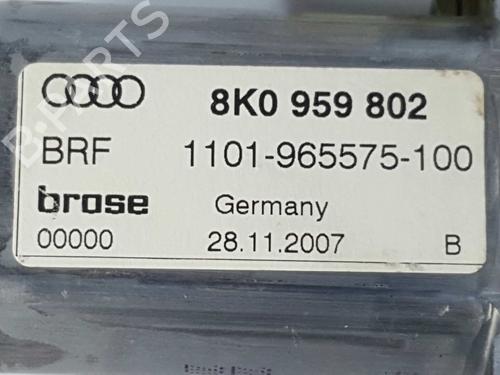 8K0 959 802
BRF 1101-965575-100
brose Germany
00000 28.11.2007 B
B-PARTS